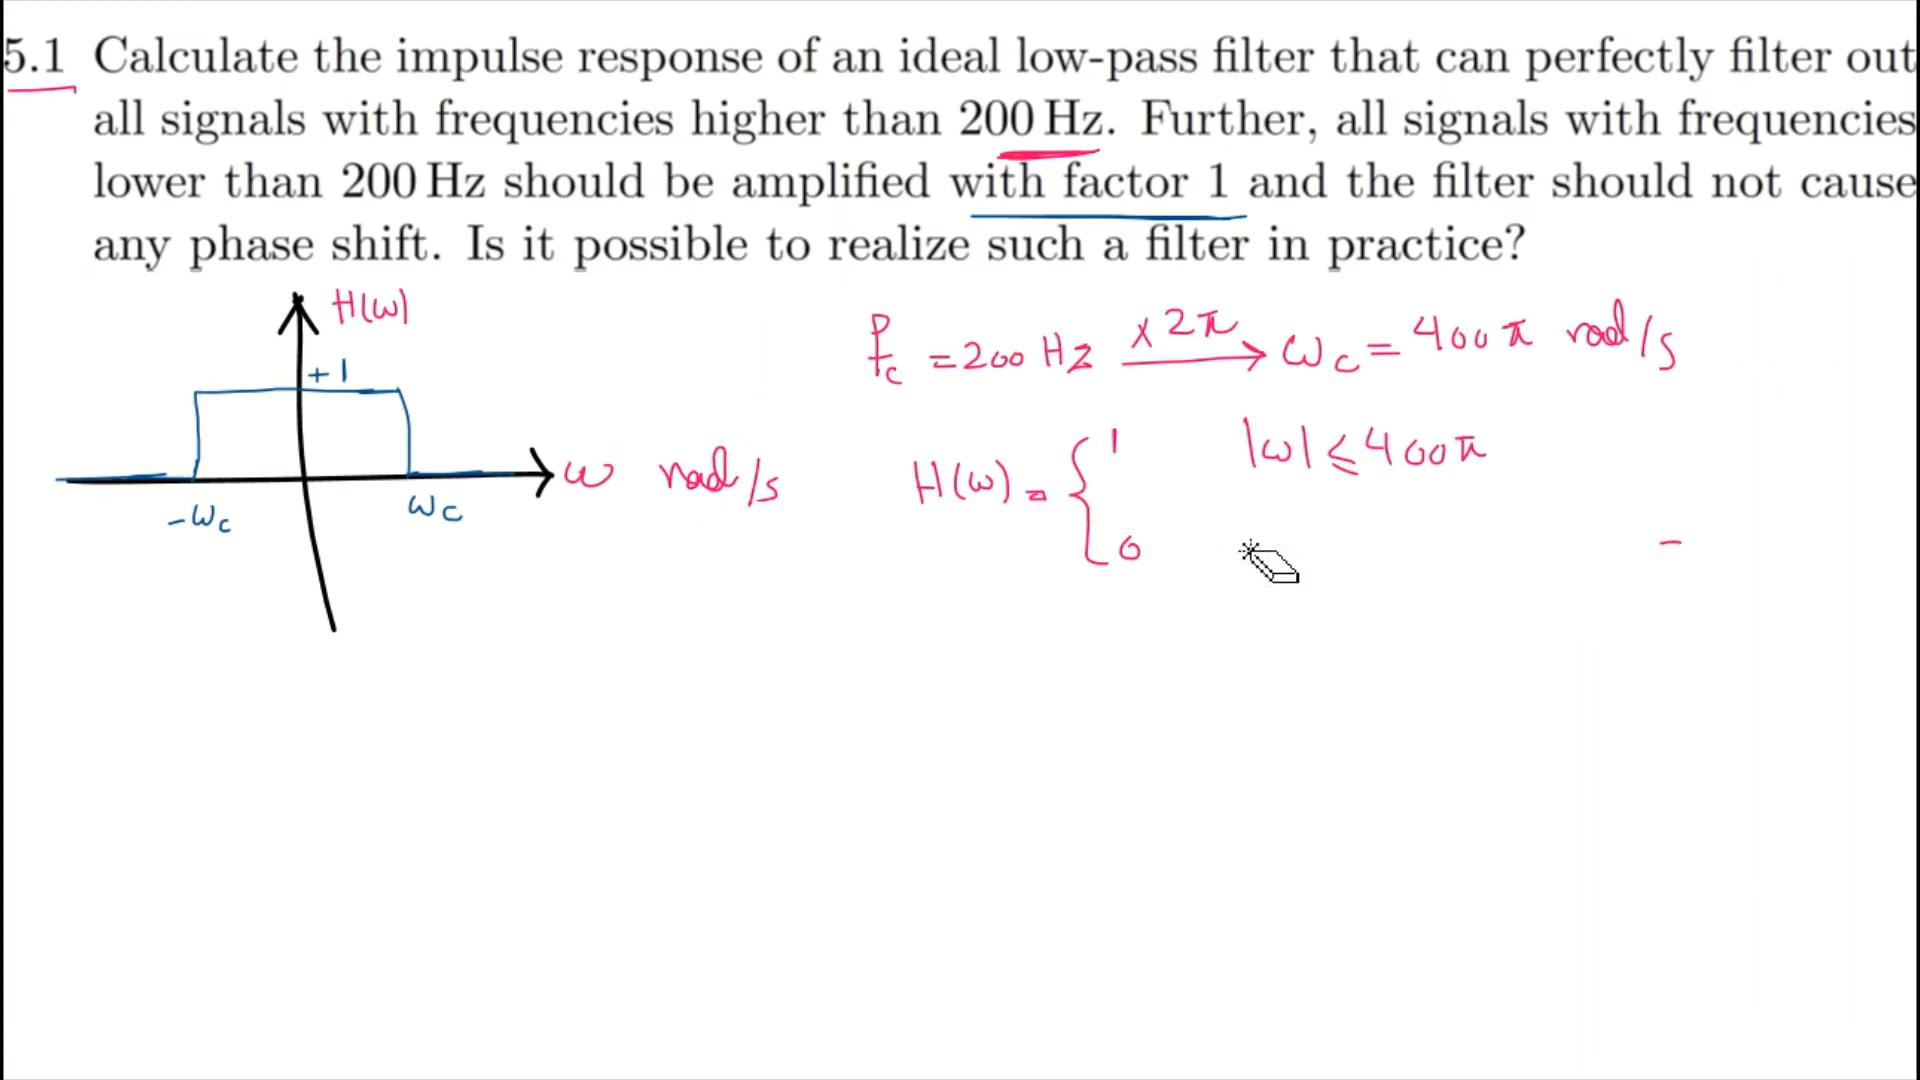 5.1 Calculate the impulse response of an ideal low-pass filter that can perfectly filter out
all signals with frequencies higher than 200 Hz. Further, all signals with frequencies
lower than 200 Hz should be amplified with factor 1 and the filter should not cause
any phase shift. Is it possible to realize such a filter in practice?
H(ω)
+1
ω rad/s
-ωc ωc
fc = 200 Hz ×2π → ωc = 400π rad/s
H(ω) = { 1 |ω| ≤ 400π
0 -